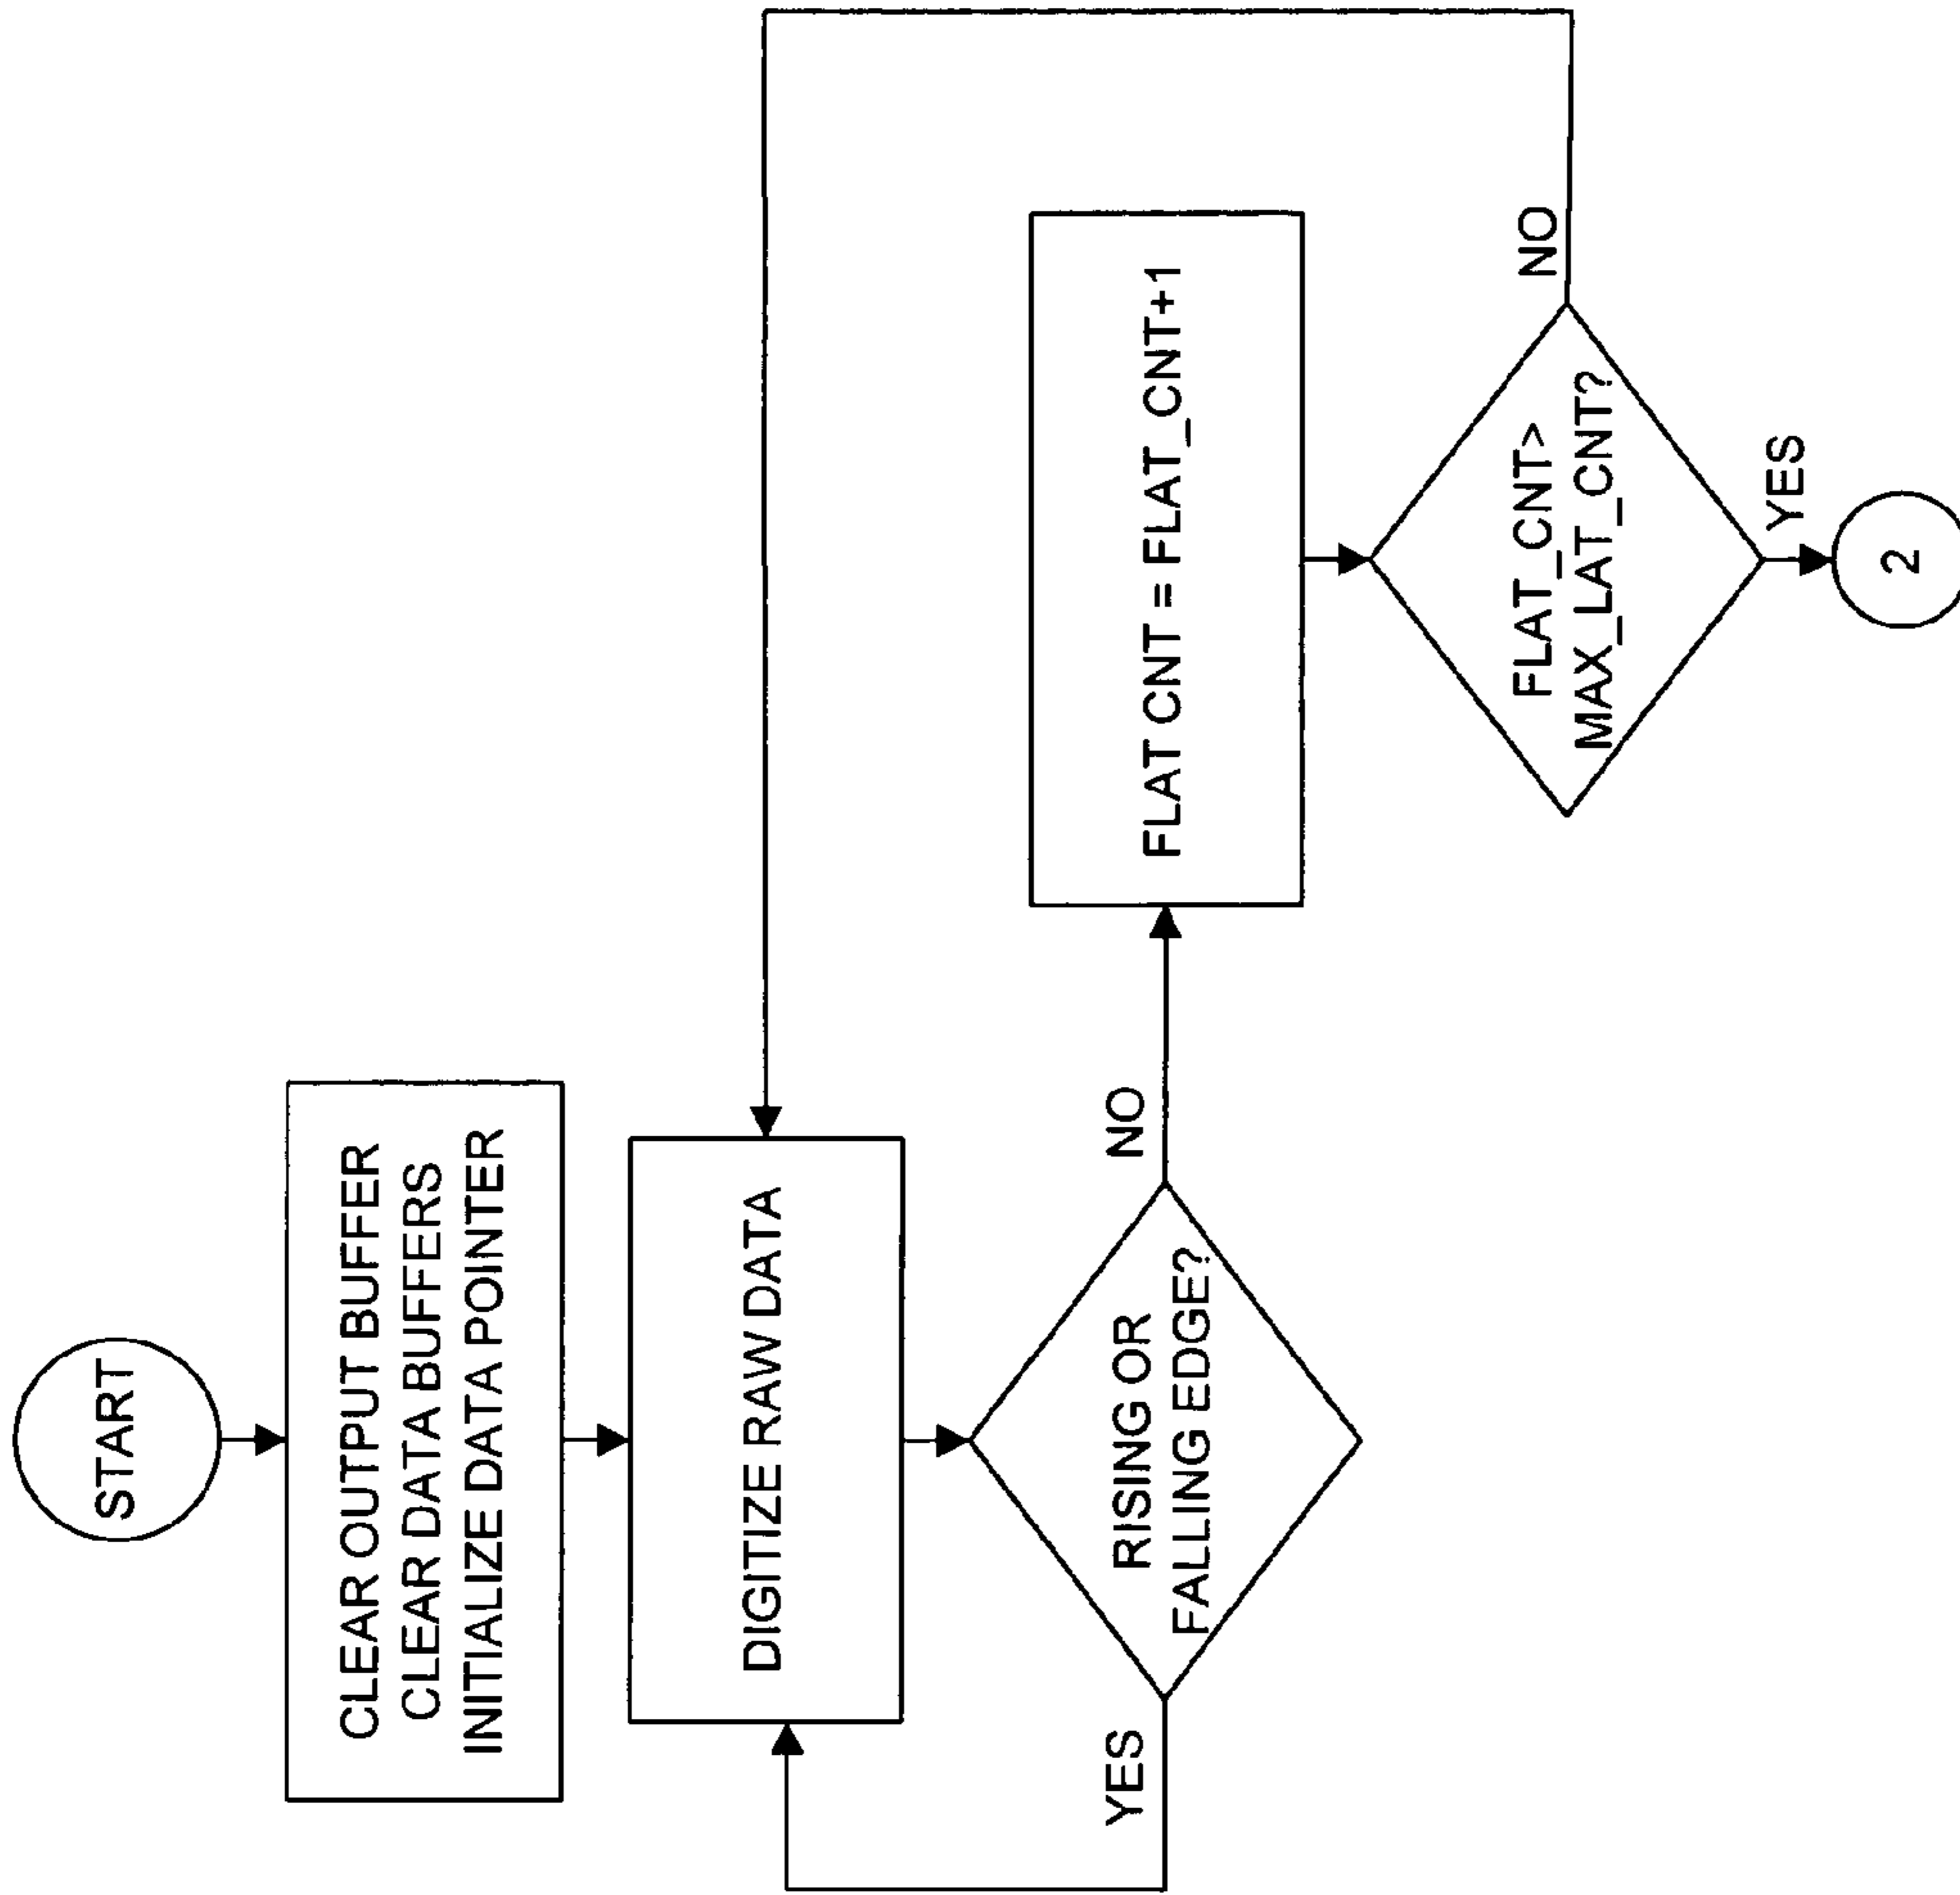 START
CLEAR OUTPUT BUFFER
CLEAR DATA BUFFERS
INITIALIZE DATA POINTER
DIGITIZE RAW DATA
RISING OR
FALLING EDGE?
YES
NO
FLAT CNT = FLAT_CNT+1
FLAT_CNT>
MAX_LAT_CNT?
NO
YES
2